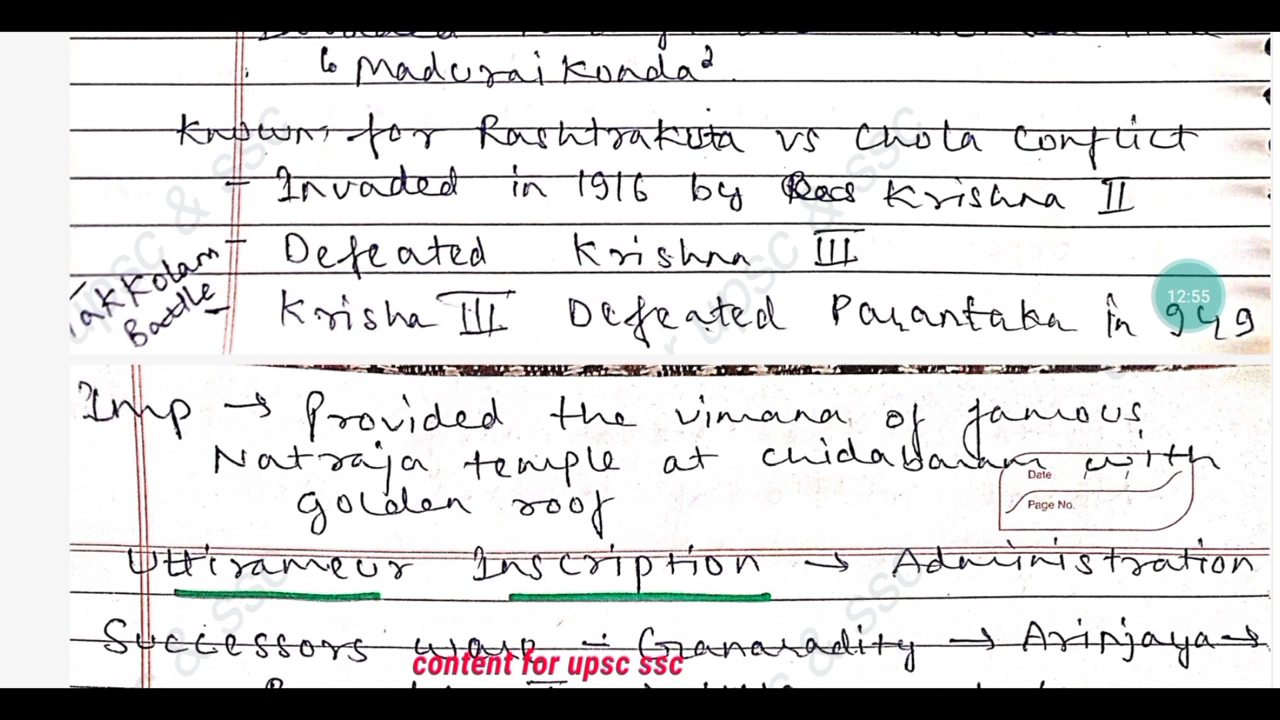 " Madurai Konda"
Known for Rashtrakuta vs Chola Conflict
- Invaded in 1916 by Krishna II
- Defeated Krishna III
Takkolam Battle
- Krisha III Defeated Parantaka in 949
12:55
Imp → Provided the vimana of famous
Natraja temple at chidabaram with
golden roof
Date
Page No.
Uttirameur Inscription → Administration
Successors - Ganaradity → Arinjaya →
content for upsc ssc